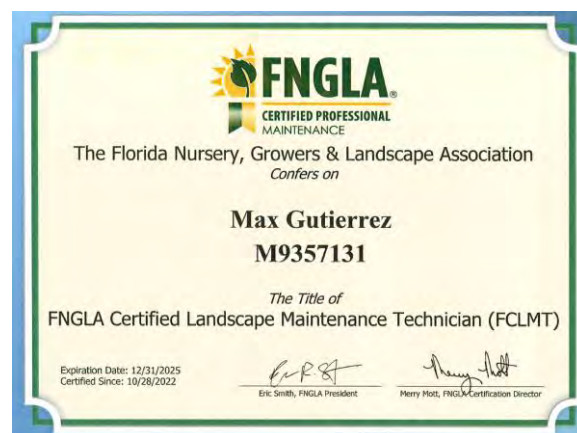 FNGLA®
CERTIFIED PROFESSIONAL
MAINTENANCE
The Florida Nursery, Growers & Landscape Association
Confers on
Max Gutierrez
M9357131
The Title of
FNGLA Certified Landscape Maintenance Technician (FCLMT)
Expiration Date: 12/31/2025
Certified Since: 10/28/2022
Eric Smith, FNGLA President
Merry Mott, FNGLA Certification Director